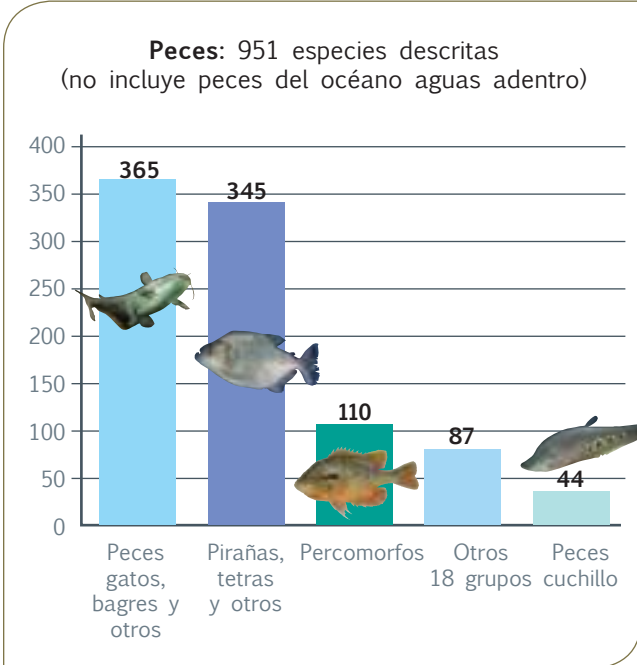 Peces: 951 especies descritas
(no incluye peces del océano aguas adentro)
400
350
300
250
200
150
100
50
0
365
345
110
87
44
Peces
gatos,
bagres y
otros
Pirañas,
tetras
y otros
Percomorfos
Otros
18 grupos
Peces
cuchillo